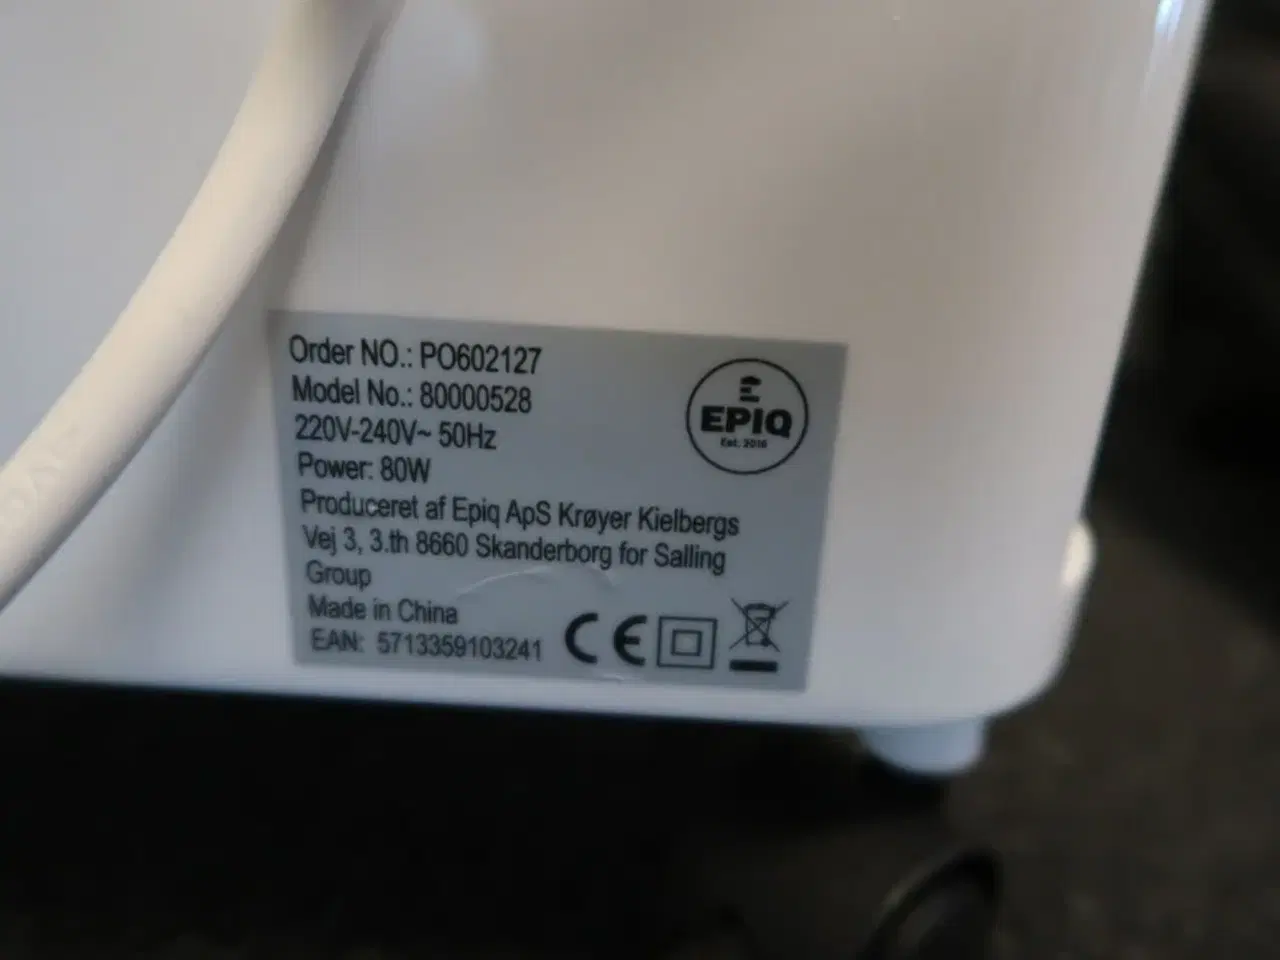 Order NO.: PO602127
Model No.: 80000528
220V-240V~ 50Hz
Power: 80W
Produceret af Epiq ApS Krøyer Kielbergs
Vej 3, 3.th 8660 Skanderborg for Salling
Group
Made in China
EAN: 5713359103241
EPIQ
Est. 2016
CE